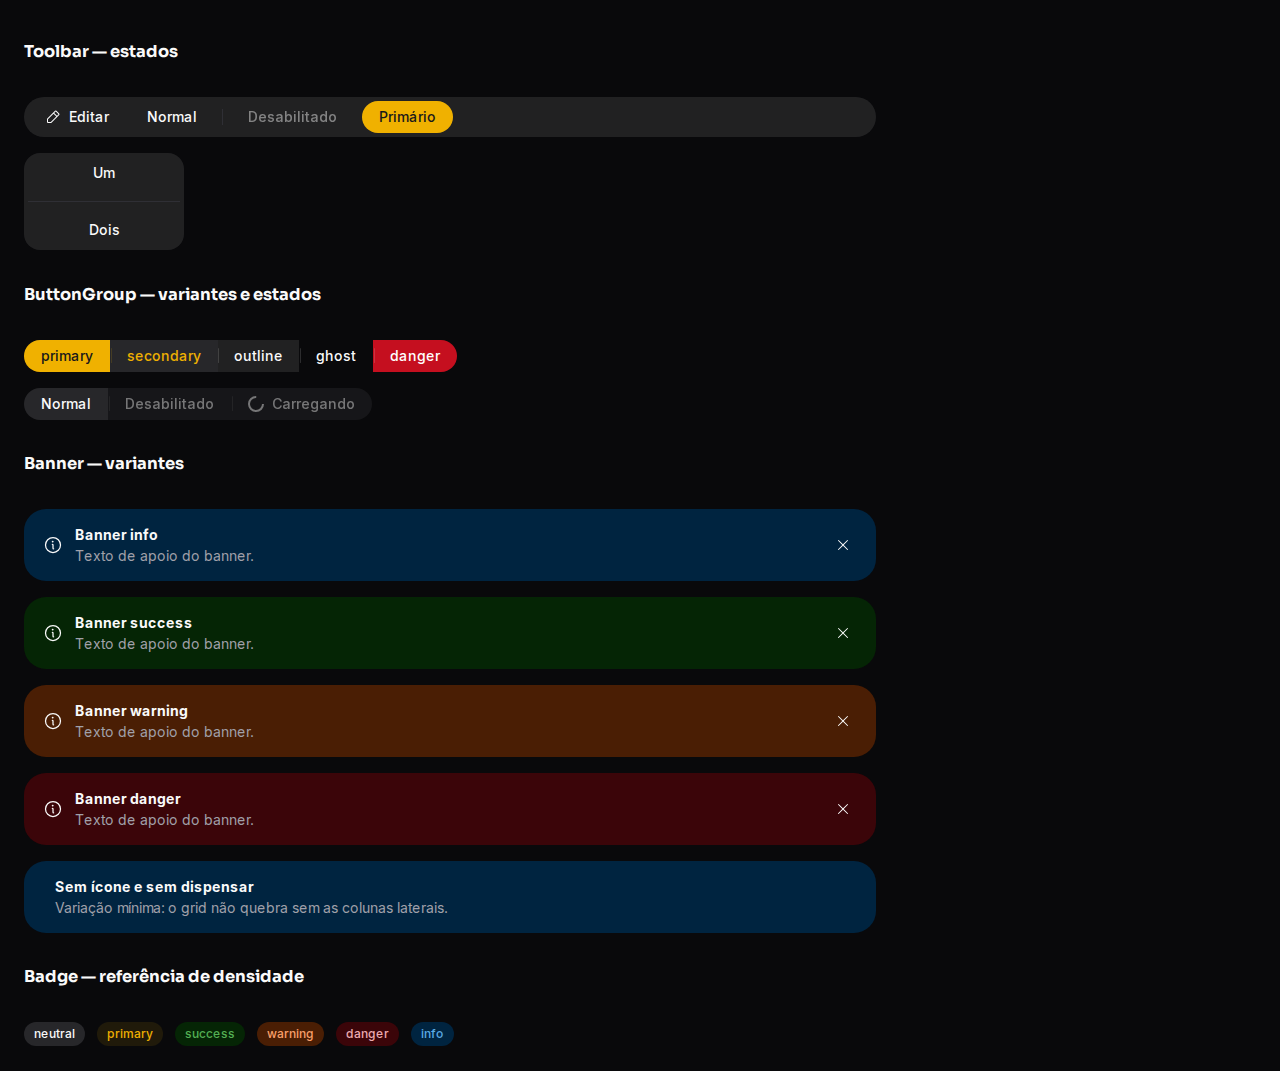 Toolbar — estados
Editar Normal Desabilitado Primário
Um
Dois
ButtonGroup — variantes e estados
primary secondary outline ghost danger
Normal Desabilitado Carregando
Banner — variantes
Banner info
Texto de apoio do banner.
Banner success
Texto de apoio do banner.
Banner warning
Texto de apoio do banner.
Banner danger
Texto de apoio do banner.
Sem ícone e sem dispensar
Variação mínima: o grid não quebra sem as colunas laterais.
Badge — referência de densidade
neutral primary success warning danger info